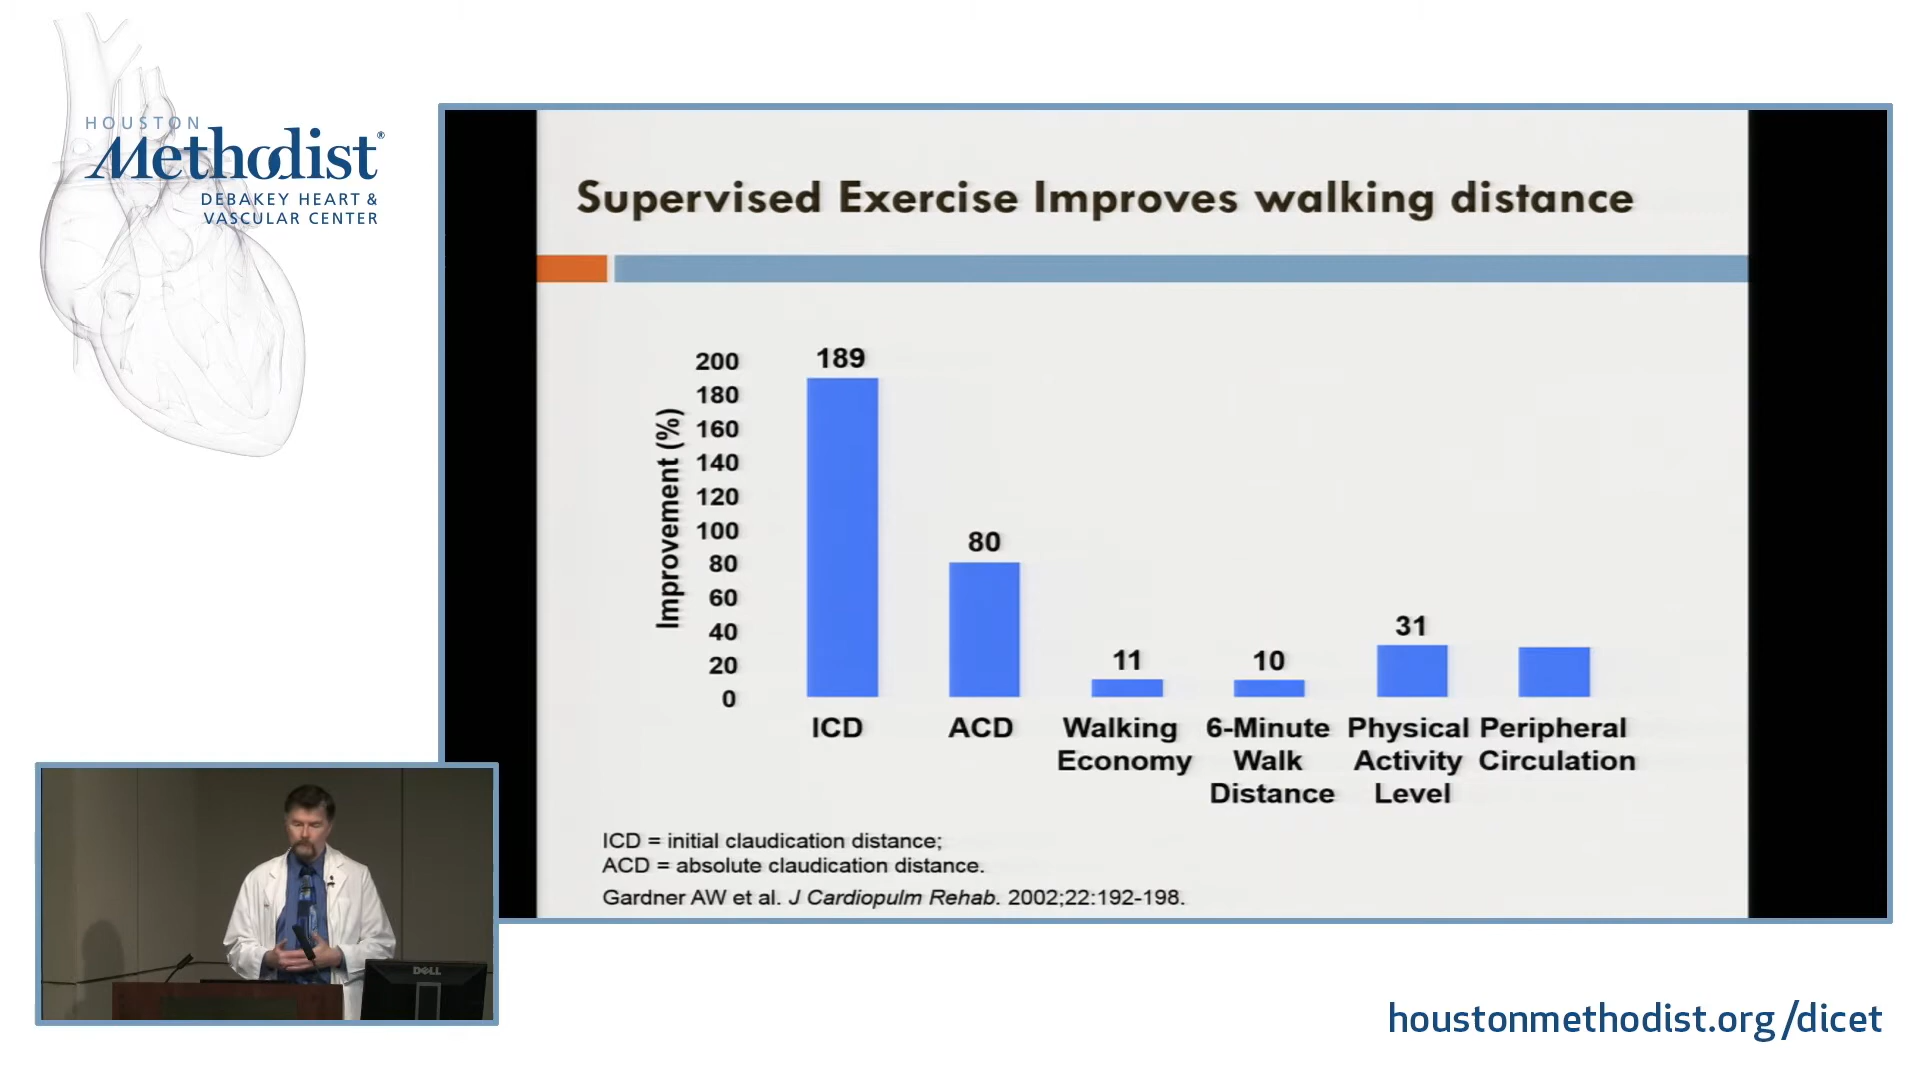 HOUSTON
Methodist®
DEBAKEY HEART &
VASCULAR CENTER
Supervised Exercise Improves walking distance
Improvement (%)
200
180
160
140
120
100
80
60
40
20
0
189
80
11
10
31
ICD
ACD
Walking
Economy
6-Minute
Walk
Distance
Physical
Activity
Level
Peripheral
Circulation
ICD = initial claudication distance;
ACD = absolute claudication distance.
Gardner AW et al. J Cardiopulm Rehab. 2002;22:192-198.
DELL
houstonmethodist.org/dicet